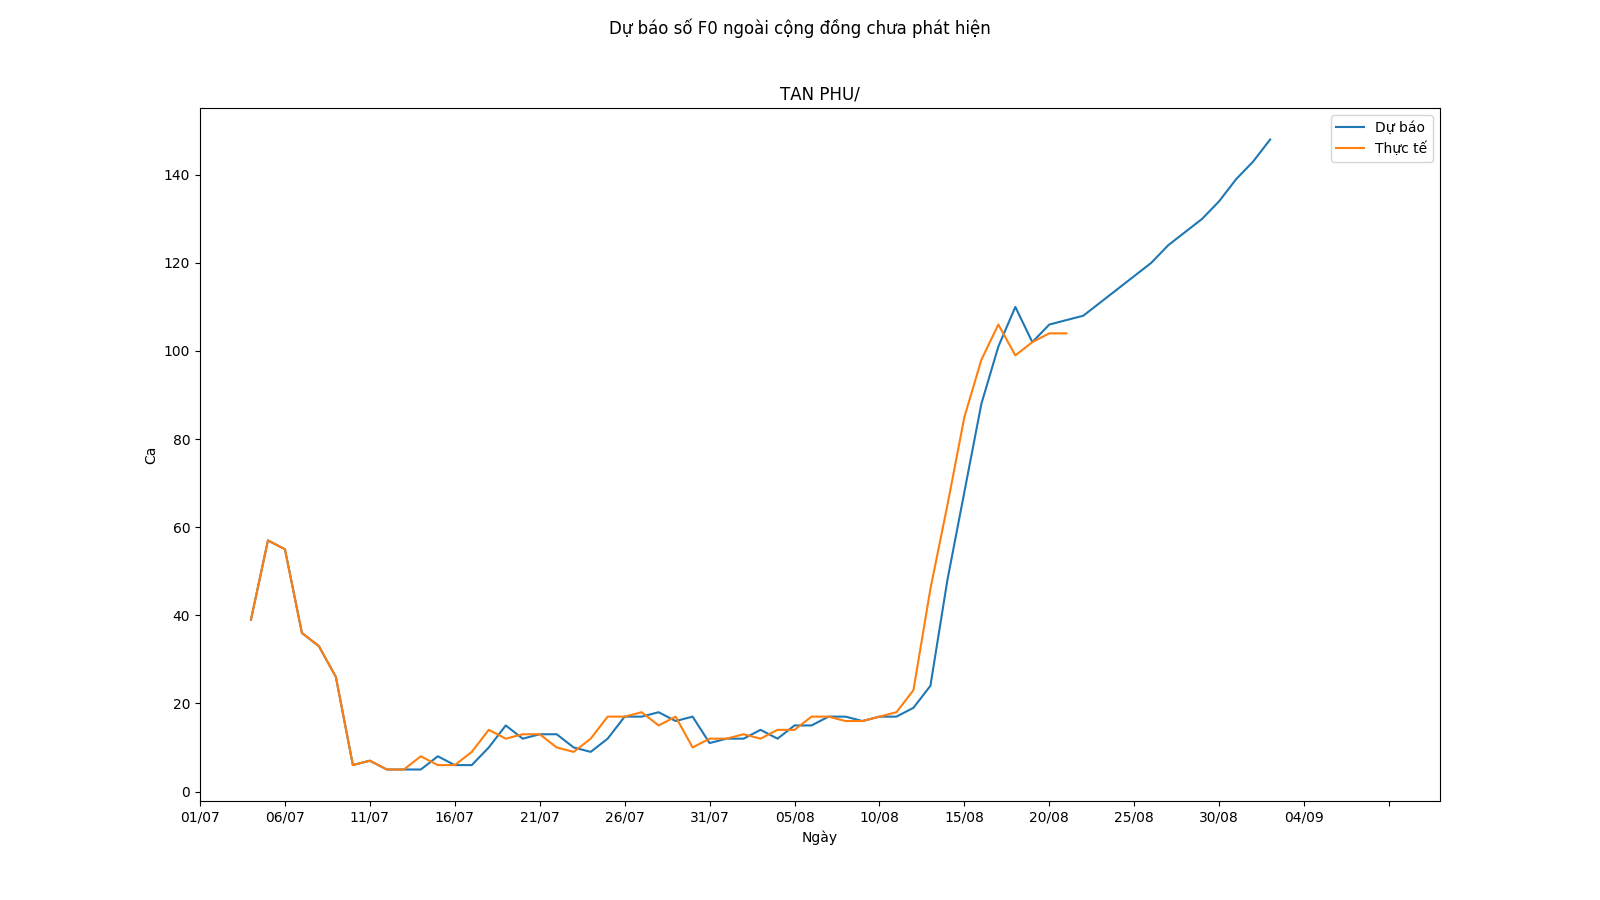 Dự báo số F0 ngoài cộng đồng chưa phát hiện
TAN PHU/
Dự báo
Thực tế
140
120
100
80
60
40
20
0
Ca
01/07 06/07 11/07 16/07 21/07 26/07 31/07 05/08 10/08 15/08 20/08 25/08 30/08 04/09
Ngày